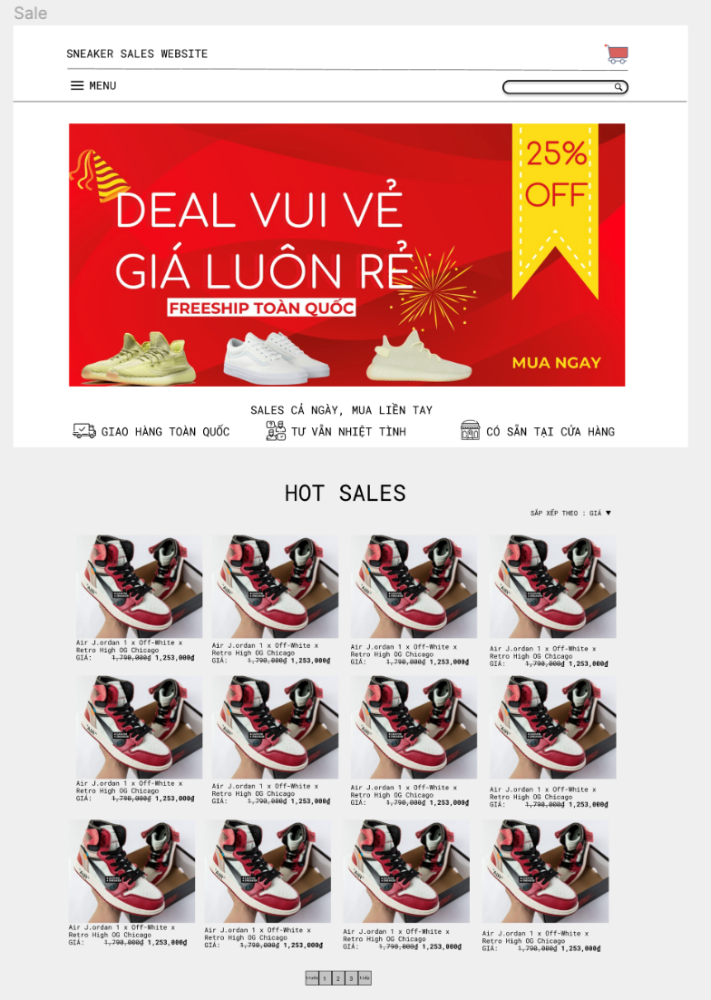 Sale
SNEAKER SALES WEBSITE
MENU
25%
OFF
DEAL VUI VẺ
GIÁ LUÔN RẺ
FREESHIP TOÀN QUỐC
MUA NGAY
SALES CẢ NGÀY, MUA LIỀN TAY
GIAO HÀNG TOÀN QUỐC
TƯ VẤN NHIỆT TÌNH
CÓ SẴN TẠI CỬA HÀNG
HOT SALES
SẮP XẾP THEO : GIÁ ▼
Air J.ordan 1 x Off-White x
Retro High OG Chicago
GIÁ: 1,790,000₫ 1,253,000₫
Air J.ordan 1 x Off-White x
Retro High OG Chicago
GIÁ: 1,790,000₫ 1,253,000₫
Air J.ordan 1 x Off-White x
Retro High OG Chicago
GIÁ: 1,790,000₫ 1,253,000₫
Air J.ordan 1 x Off-White x
Retro High OG Chicago
GIÁ: 1,790,000₫ 1,253,000₫
Air J.ordan 1 x Off-White x
Retro High OG Chicago
GIÁ: 1,790,000₫ 1,253,000₫
Air J.ordan 1 x Off-White x
Retro High OG Chicago
GIÁ: 1,790,000₫ 1,253,000₫
Air J.ordan 1 x Off-White x
Retro High OG Chicago
GIÁ: 1,790,000₫ 1,253,000₫
Air J.ordan 1 x Off-White x
Retro High OG Chicago
GIÁ: 1,790,000₫ 1,253,000₫
Air J.ordan 1 x Off-White x
Retro High OG Chicago
GIÁ: 1,790,000₫ 1,253,000₫
Air J.ordan 1 x Off-White x
Retro High OG Chicago
GIÁ: 1,790,000₫ 1,253,000₫
Air J.ordan 1 x Off-White x
Retro High OG Chicago
GIÁ: 1,790,000₫ 1,253,000₫
Air J.ordan 1 x Off-White x
Retro High OG Chicago
GIÁ: 1,790,000₫ 1,253,000₫
trước 1 2 3 tiếp